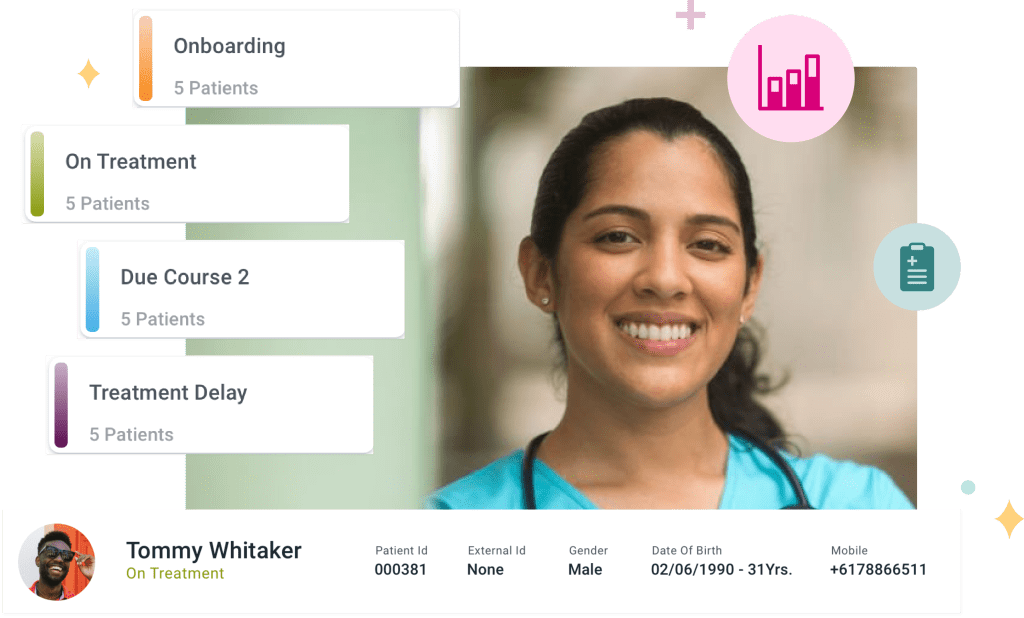 Onboarding
5 Patients
On Treatment
5 Patients
Due Course 2
5 Patients
Treatment Delay
5 Patients
Tommy Whitaker
On Treatment
Patient Id
000381
External Id
None
Gender
Male
Date Of Birth
02/06/1990 - 31Yrs.
Mobile
+6178866511